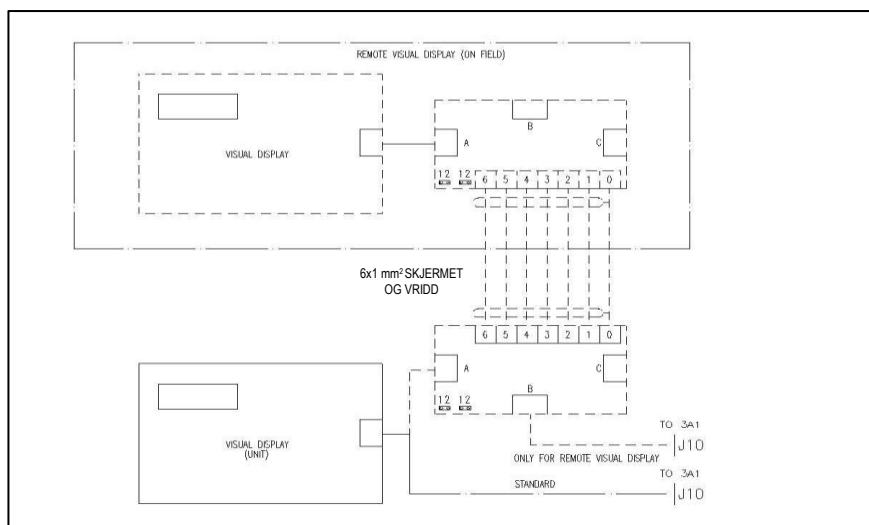 REMOTE VISUAL DISPLAY (ON FIELD)
VISUAL DISPLAY
A
B
C
12 12
6 5 4 3 2 1 0
6x1 mm² SKJERMET
OG VRIDD
6 5 4 3 2 1 0
A
B
C
12 12
VISUAL DISPLAY
(UNIT)
TO 3A1
J10
ONLY FOR REMOTE VISUAL DISPLAY
TO 3A1
J10
STANDARD